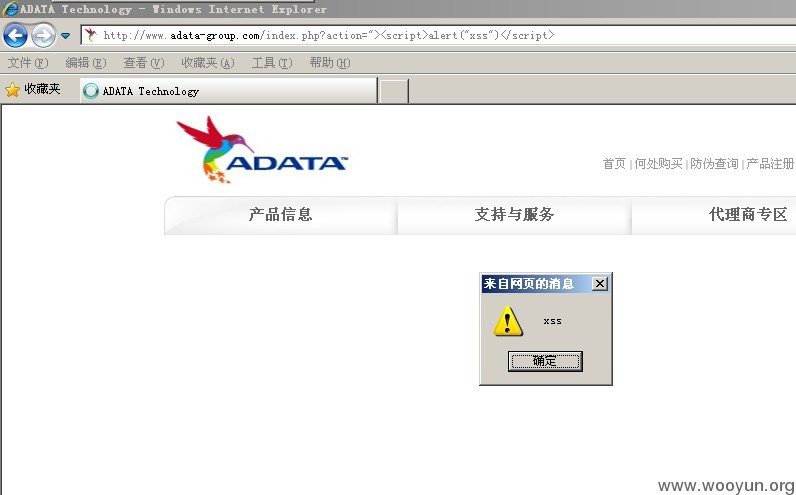 ADATA Technology - Windows Internet Explorer
http://www.adata-group.com/index.php?action="><script>alert("xss")</script>
文件(F) 编辑(E) 查看(V) 收藏夹(A) 工具(T) 帮助(H)
收藏夹 ADATA Technology
ADATA™
首页 | 何处购买 | 防伪查询 | 产品注册
产品信息 支持与服务 代理商专区
来自网页的消息
xss
确定
www.wooyun.org